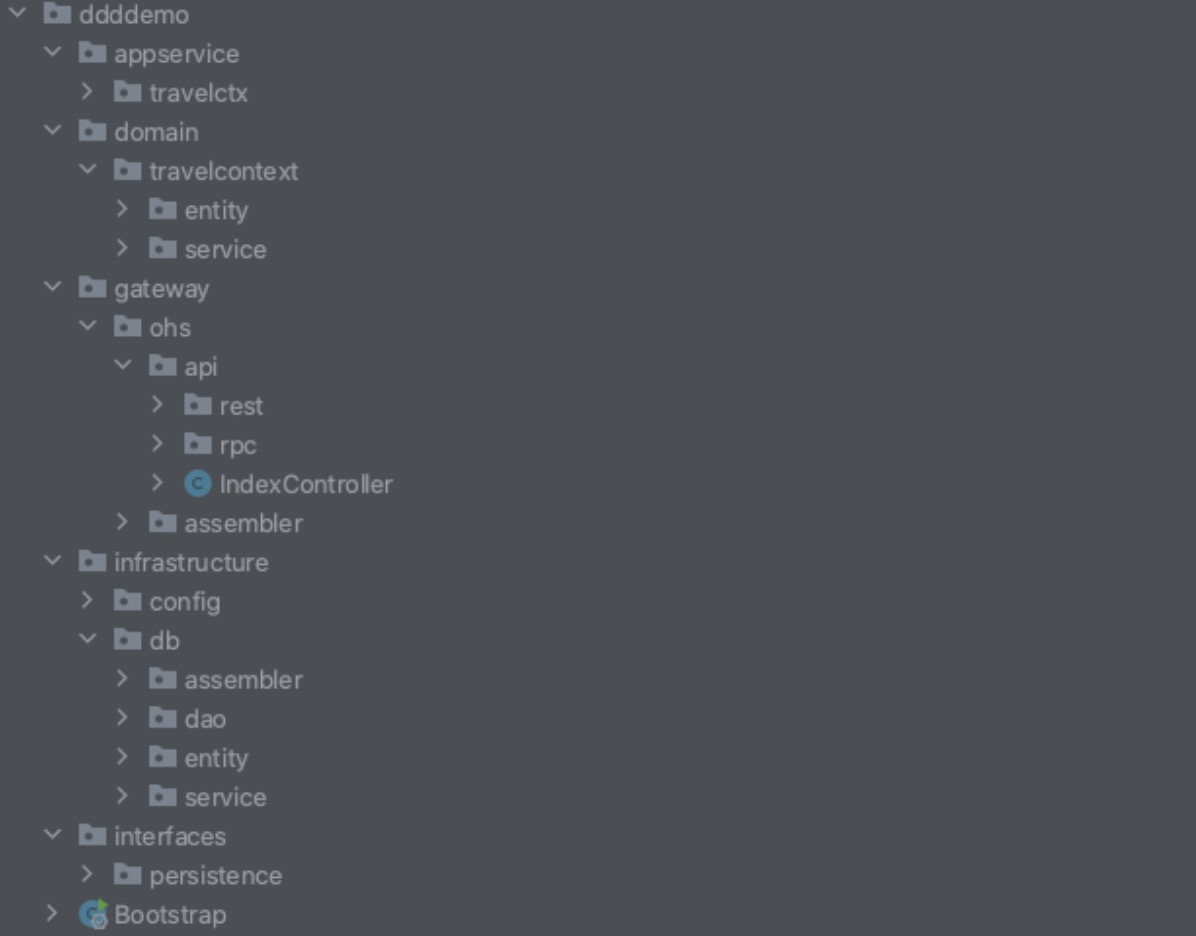 ddddemo
appservice
travelctx
domain
travelcontext
entity
service
gateway
ohs
api
rest
rpc
IndexController
assembler
infrastructure
config
db
assembler
dao
entity
service
interfaces
persistence
Bootstrap